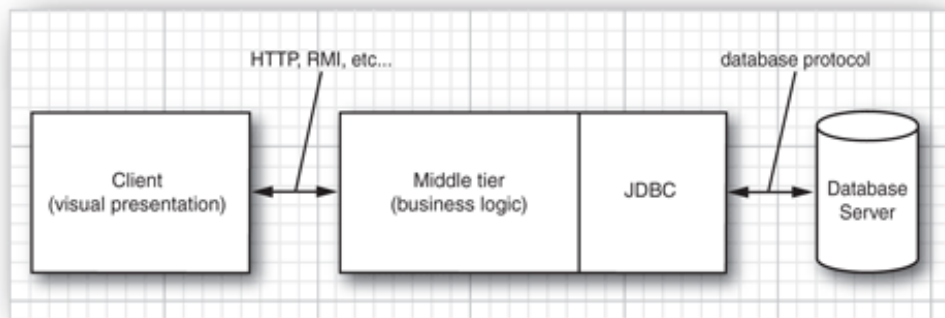 HTTP, RMI, etc...
database protocol
Client
(visual presentation)
Middle tier
(business logic)
JDBC
Database
Server